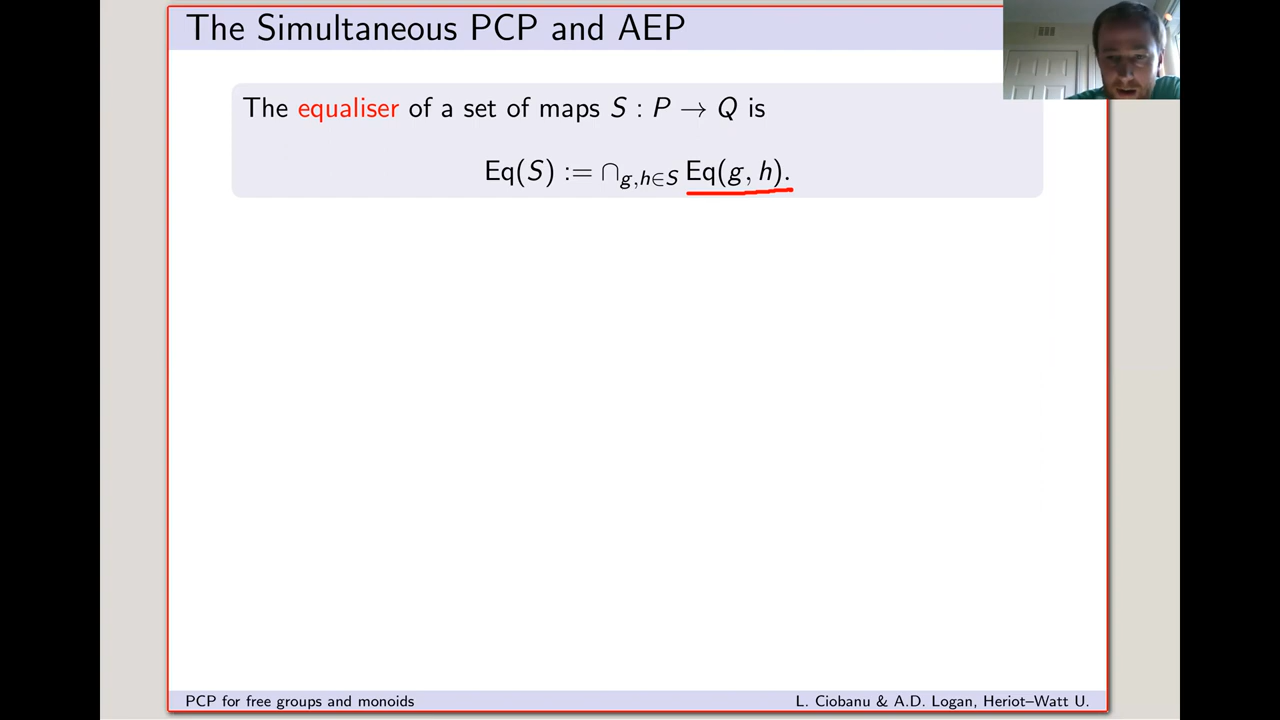 The Simultaneous PCP and AEP
The equaliser of a set of maps S : P → Q is
Eq(S) := ∩_{g,h∈S} Eq(g, h).
PCP for free groups and monoids
L. Ciobanu & A.D. Logan, Heriot–Watt U.